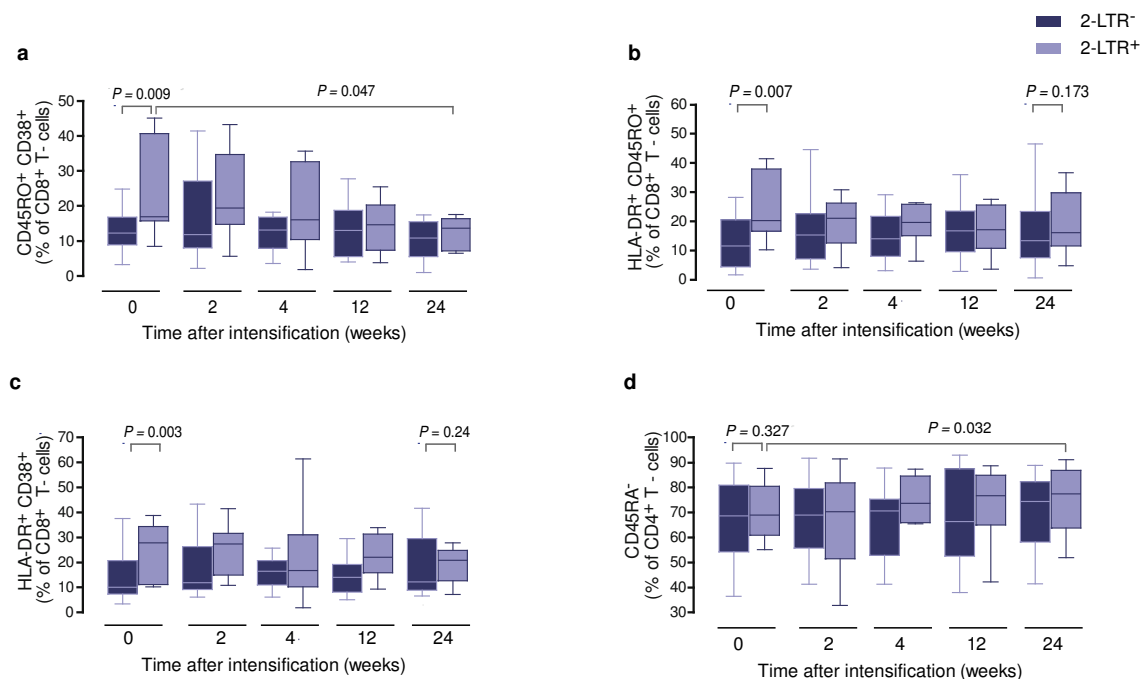 2-LTR-
2-LTR+
a
P = 0.009
P = 0.047
CD45RO+ CD38+
(% of CD8+ T- cells)
50
40
30
20
10
0
0 2 4 12 24
Time after intensification (weeks)
b
P = 0.007
P = 0.173
HLA-DR+ CD45RO+
(% of CD8+ T - cells)
60
50
40
30
20
10
0
0 2 4 12 24
Time after intensification (weeks)
c
P = 0.003
P = 0.24
HLA-DR+ CD38+
(% of CD8+ T- cells)
70
60
50
40
30
20
10
0
0 2 4 12 24
Time after intensification (weeks)
d
P = 0.327
P = 0.032
CD45RA-
(% of CD4+ T - cells)
100
90
80
70
60
50
40
30
0 2 4 12 24
Time after intensification (weeks)